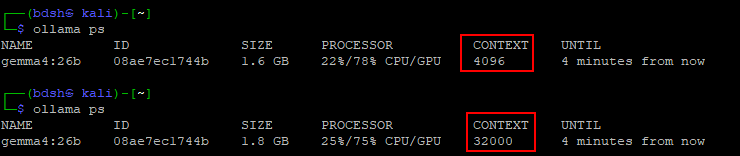 ┌──(bdsh㉿ kali)-[~]
└─$ ollama ps
NAME ID SIZE PROCESSOR CONTEXT UNTIL
gemma4:26b 08ae7ec1744b 1.6 GB 22%/78% CPU/GPU 4096 4 minutes from now
┌──(bdsh㉿ kali)-[~]
└─$ ollama ps
NAME ID SIZE PROCESSOR CONTEXT UNTIL
gemma4:26b 08ae7ec1744b 1.8 GB 25%/75% CPU/GPU 32000 4 minutes from now